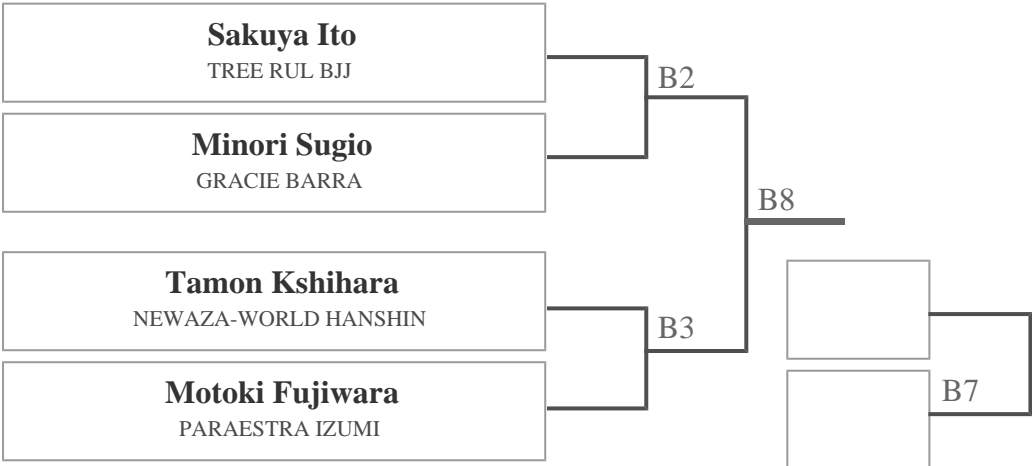 Sakuya Ito
TREE RUL BJJ
B2
Minori Sugio
GRACIE BARRA
B8
Tamon Kshihara
NEWAZA-WORLD HANSHIN
B3
Motoki Fujiwara
PARAESTRA IZUMI
B7